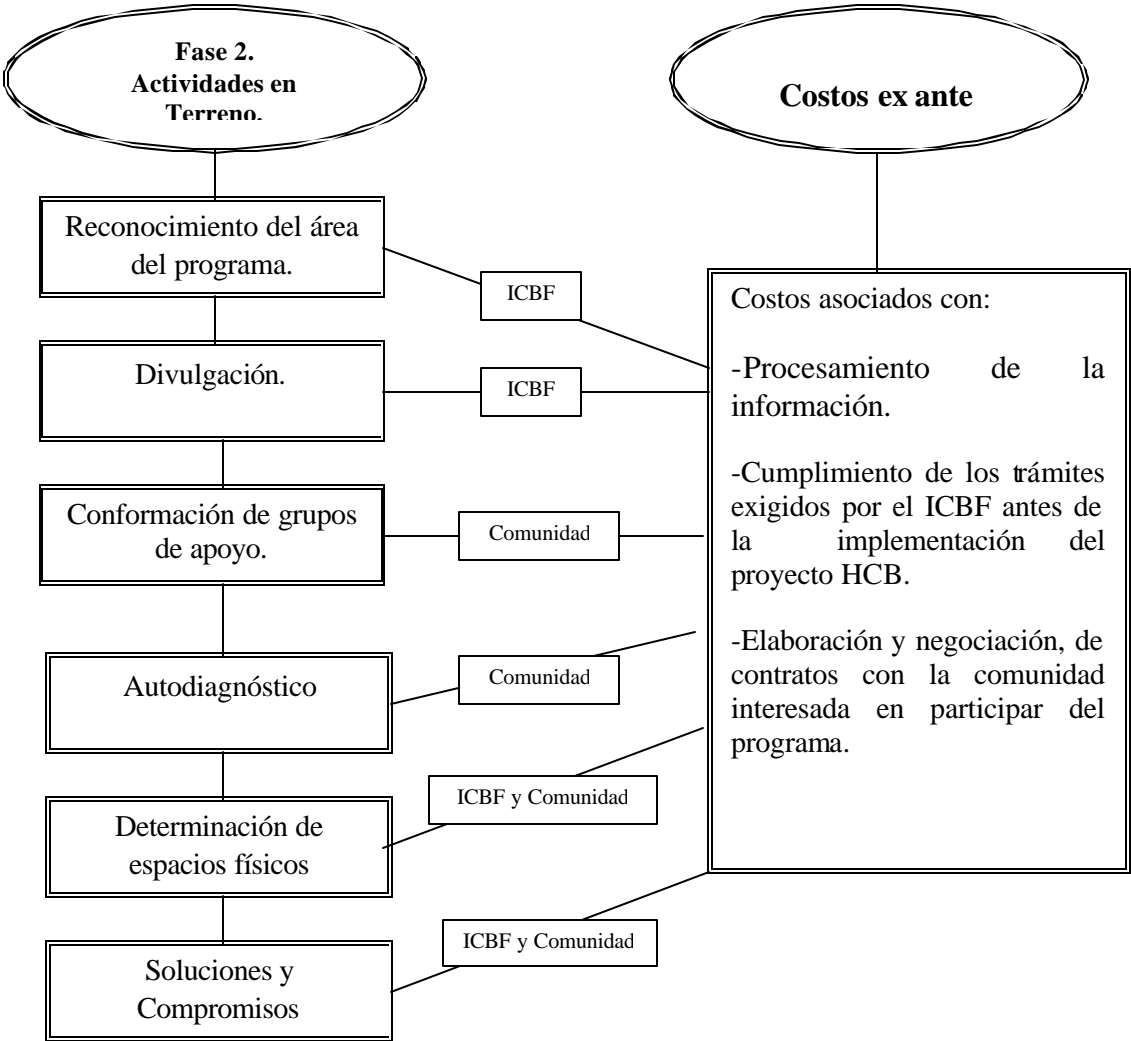 Fase 2.
Actividades en
Terreno.
Costos ex ante
Reconocimiento del área
del programa.
ICBF
Divulgación.
ICBF
Conformación de grupos
de apoyo.
Comunidad
Autodiagnóstico
Comunidad
Determinación de
espacios físicos
ICBF y Comunidad
Soluciones y
Compromisos
ICBF y Comunidad
Costos asociados con:
-Procesamiento de la
información.
-Cumplimiento de los trámites
exigidos por el ICBF antes de
la implementación del
proyecto HCB.
-Elaboración y negociación, de
contratos con la comunidad
interesada en participar del
programa.